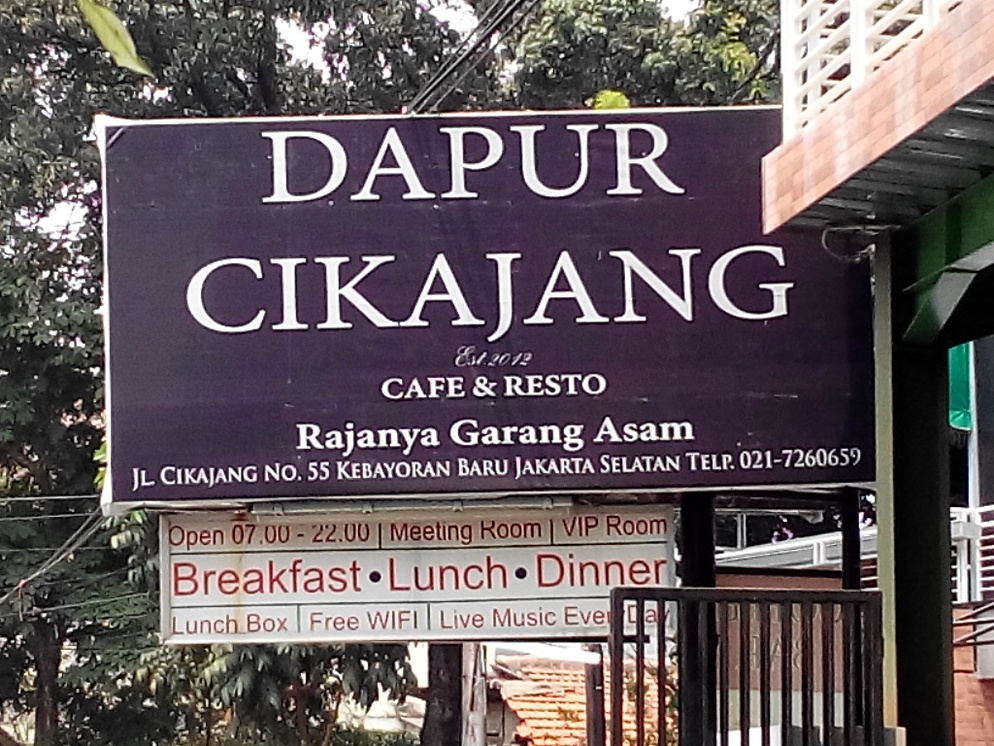 DAPUR
CIKAJANG
Est.2012
CAFE & RESTO
Rajanya Garang Asam
JL. CIKAJANG NO. 55 KEBAYORAN BARU JAKARTA SELATAN TELP. 021-7260659
Open 07.00 - 22.00 | Meeting Room | VIP Room
Breakfast • Lunch • Dinner
Lunch Box | Free WIFI | Live Music Every Day